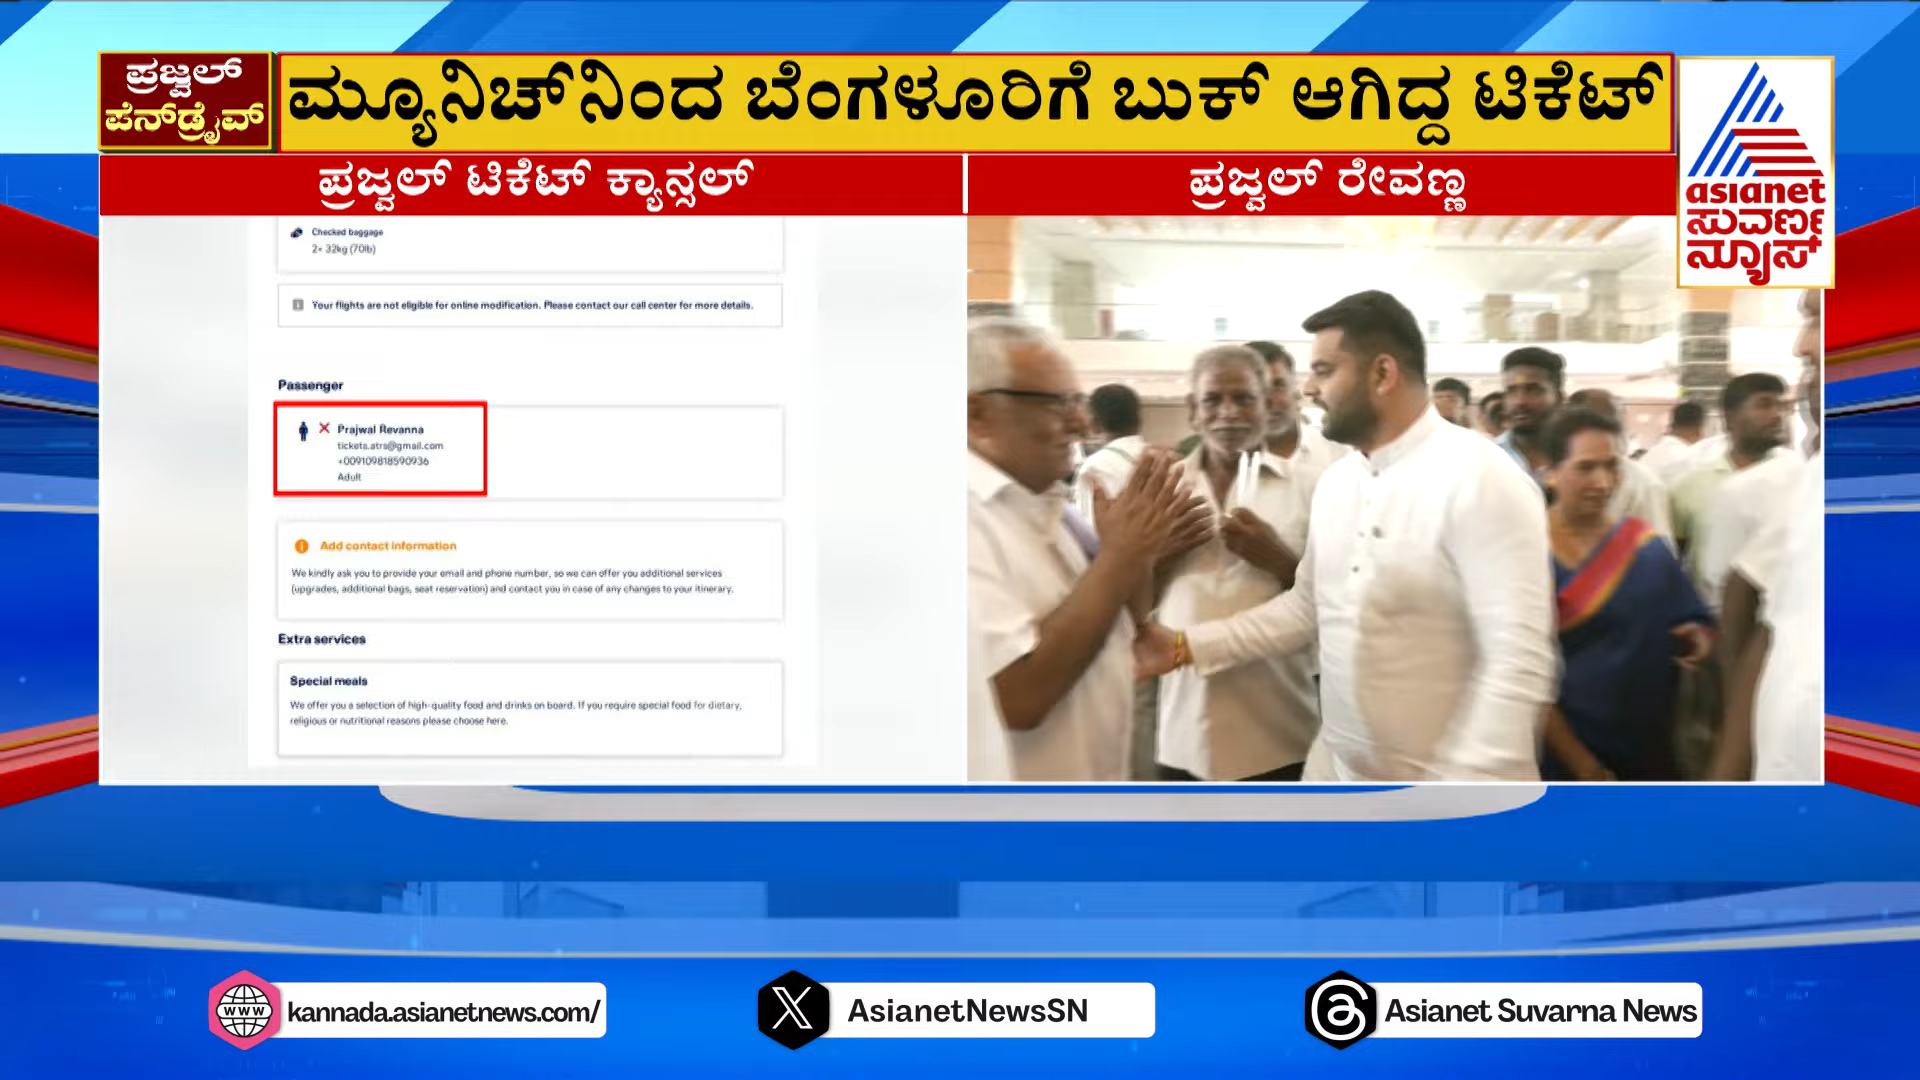 ಪ್ರಜ್ವಲ್
ಪೆನ್‌ಡ್ರೈವ್
ಮ್ಯೂನಿಚ್‌ನಿಂದ ಬೆಂಗಳೂರಿಗೆ ಬುಕ್ ಆಗಿದ್ದ ಟಿಕೆಟ್
ಪ್ರಜ್ವಲ್ ಟಿಕೆಟ್ ಕ್ಯಾನ್ಸಲ್
ಪ್ರಜ್ವಲ್ ರೇವಣ್ಣ
asianet
ಸುವರ್ಣ
ನ್ಯೂಸ್
Checked baggage
2× 32kg (70lb)
Your flights are not eligible for online modification. Please contact our call center for more details.
Passenger
Prajwal Revanna
tickets.atrs@gmail.com
+009109818590936
Adult
Add contact information
We kindly ask you to provide your email and phone number, so we can offer you additional services
(upgrades, additional bags, seat reservation) and contact you in case of any changes to your itinerary.
Extra services
Special meals
We offer you a selection of high-quality food and drinks on board. If you require special food for dietary,
religious or nutritional reasons please choose here.
www
kannada.asianetnews.com/
AsianetNewsSN
Asianet Suvarna News